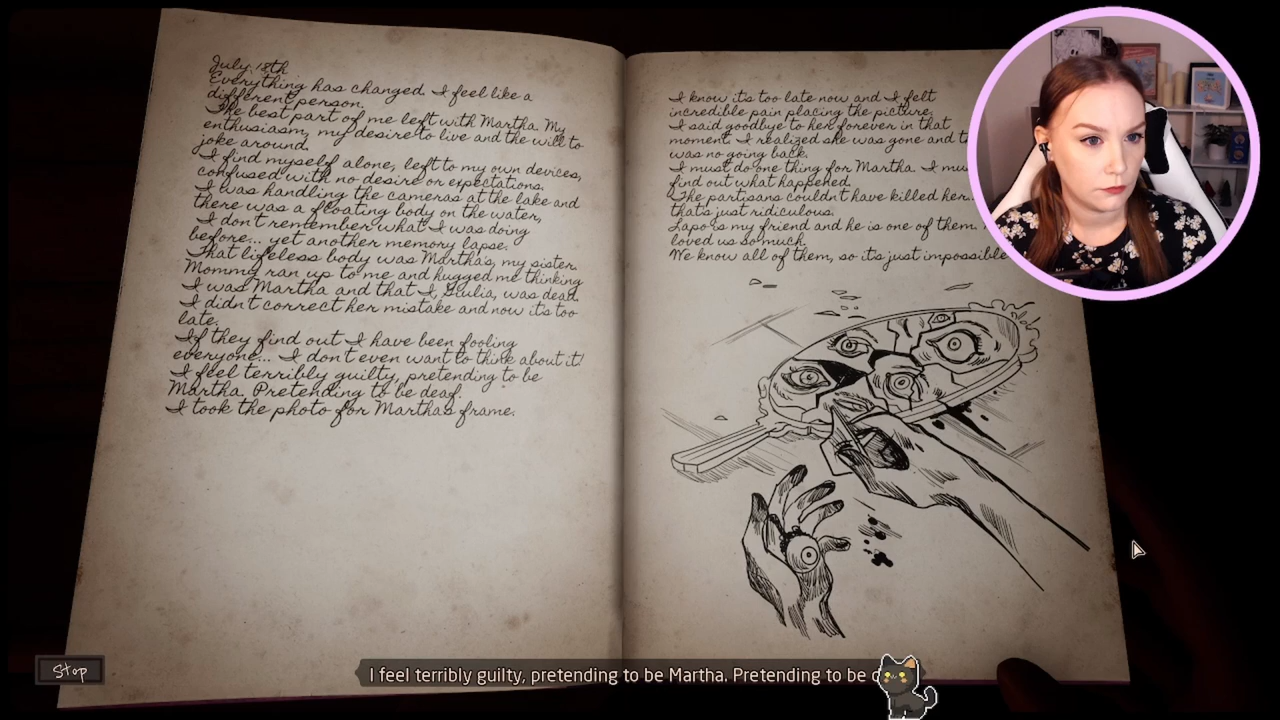 July 18th
Everything has changed. I feel like a
different person.
The best part of me left with Martha. My
enthusiasm, my desire to live and the will to
joke around.
I find myself alone, left to my own devices,
confused with no desire or expectations.
I was handling the cameras at the lake and
there was a floating body on the water,
I don't remember what I was doing
before... yet another memory lapse.
That lifeless body was Martha's, my sister.
Mommy ran up to me and hugged me thinking
I was Martha and that I, Giulia, was dead.
I didn't correct her mistake and now it's too
late.
If they find out I have been fooling
everyone... I don't even want to think about it!
I feel terribly guilty, pretending to be
Martha. Pretending to be deaf.
I took the photo for Martha's frame.
I know it's too late now and I felt
incredible pain placing the picture.
I said goodbye to her forever in that
moment. I realized she was gone and
was no going back.
I must do one thing for Martha. I
find out what happened.
The partisans couldn't have killed her...
that's just ridiculous.
Lapo is my friend and he is one of them.
loved us so much.
We know all of them, so it's just impossible
Stop
I feel terribly guilty, pretending to be Martha. Pretending to be